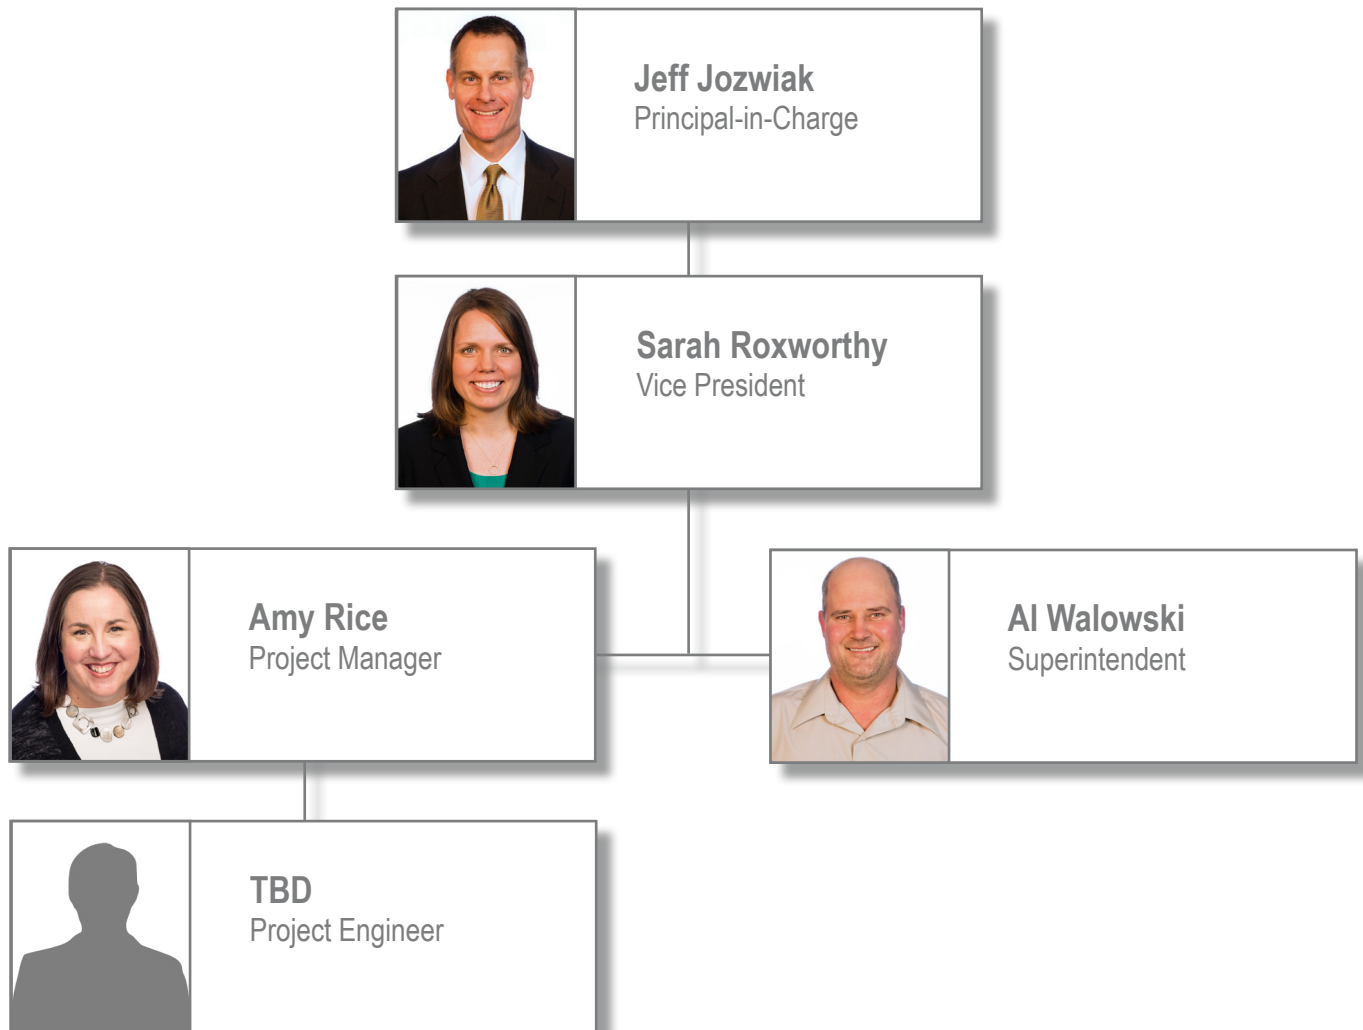 Jeff Jozwiak
Principal-in-Charge
Sarah Roxworthy
Vice President
Amy Rice
Project Manager
Al Walowski
Superintendent
TBD
Project Engineer